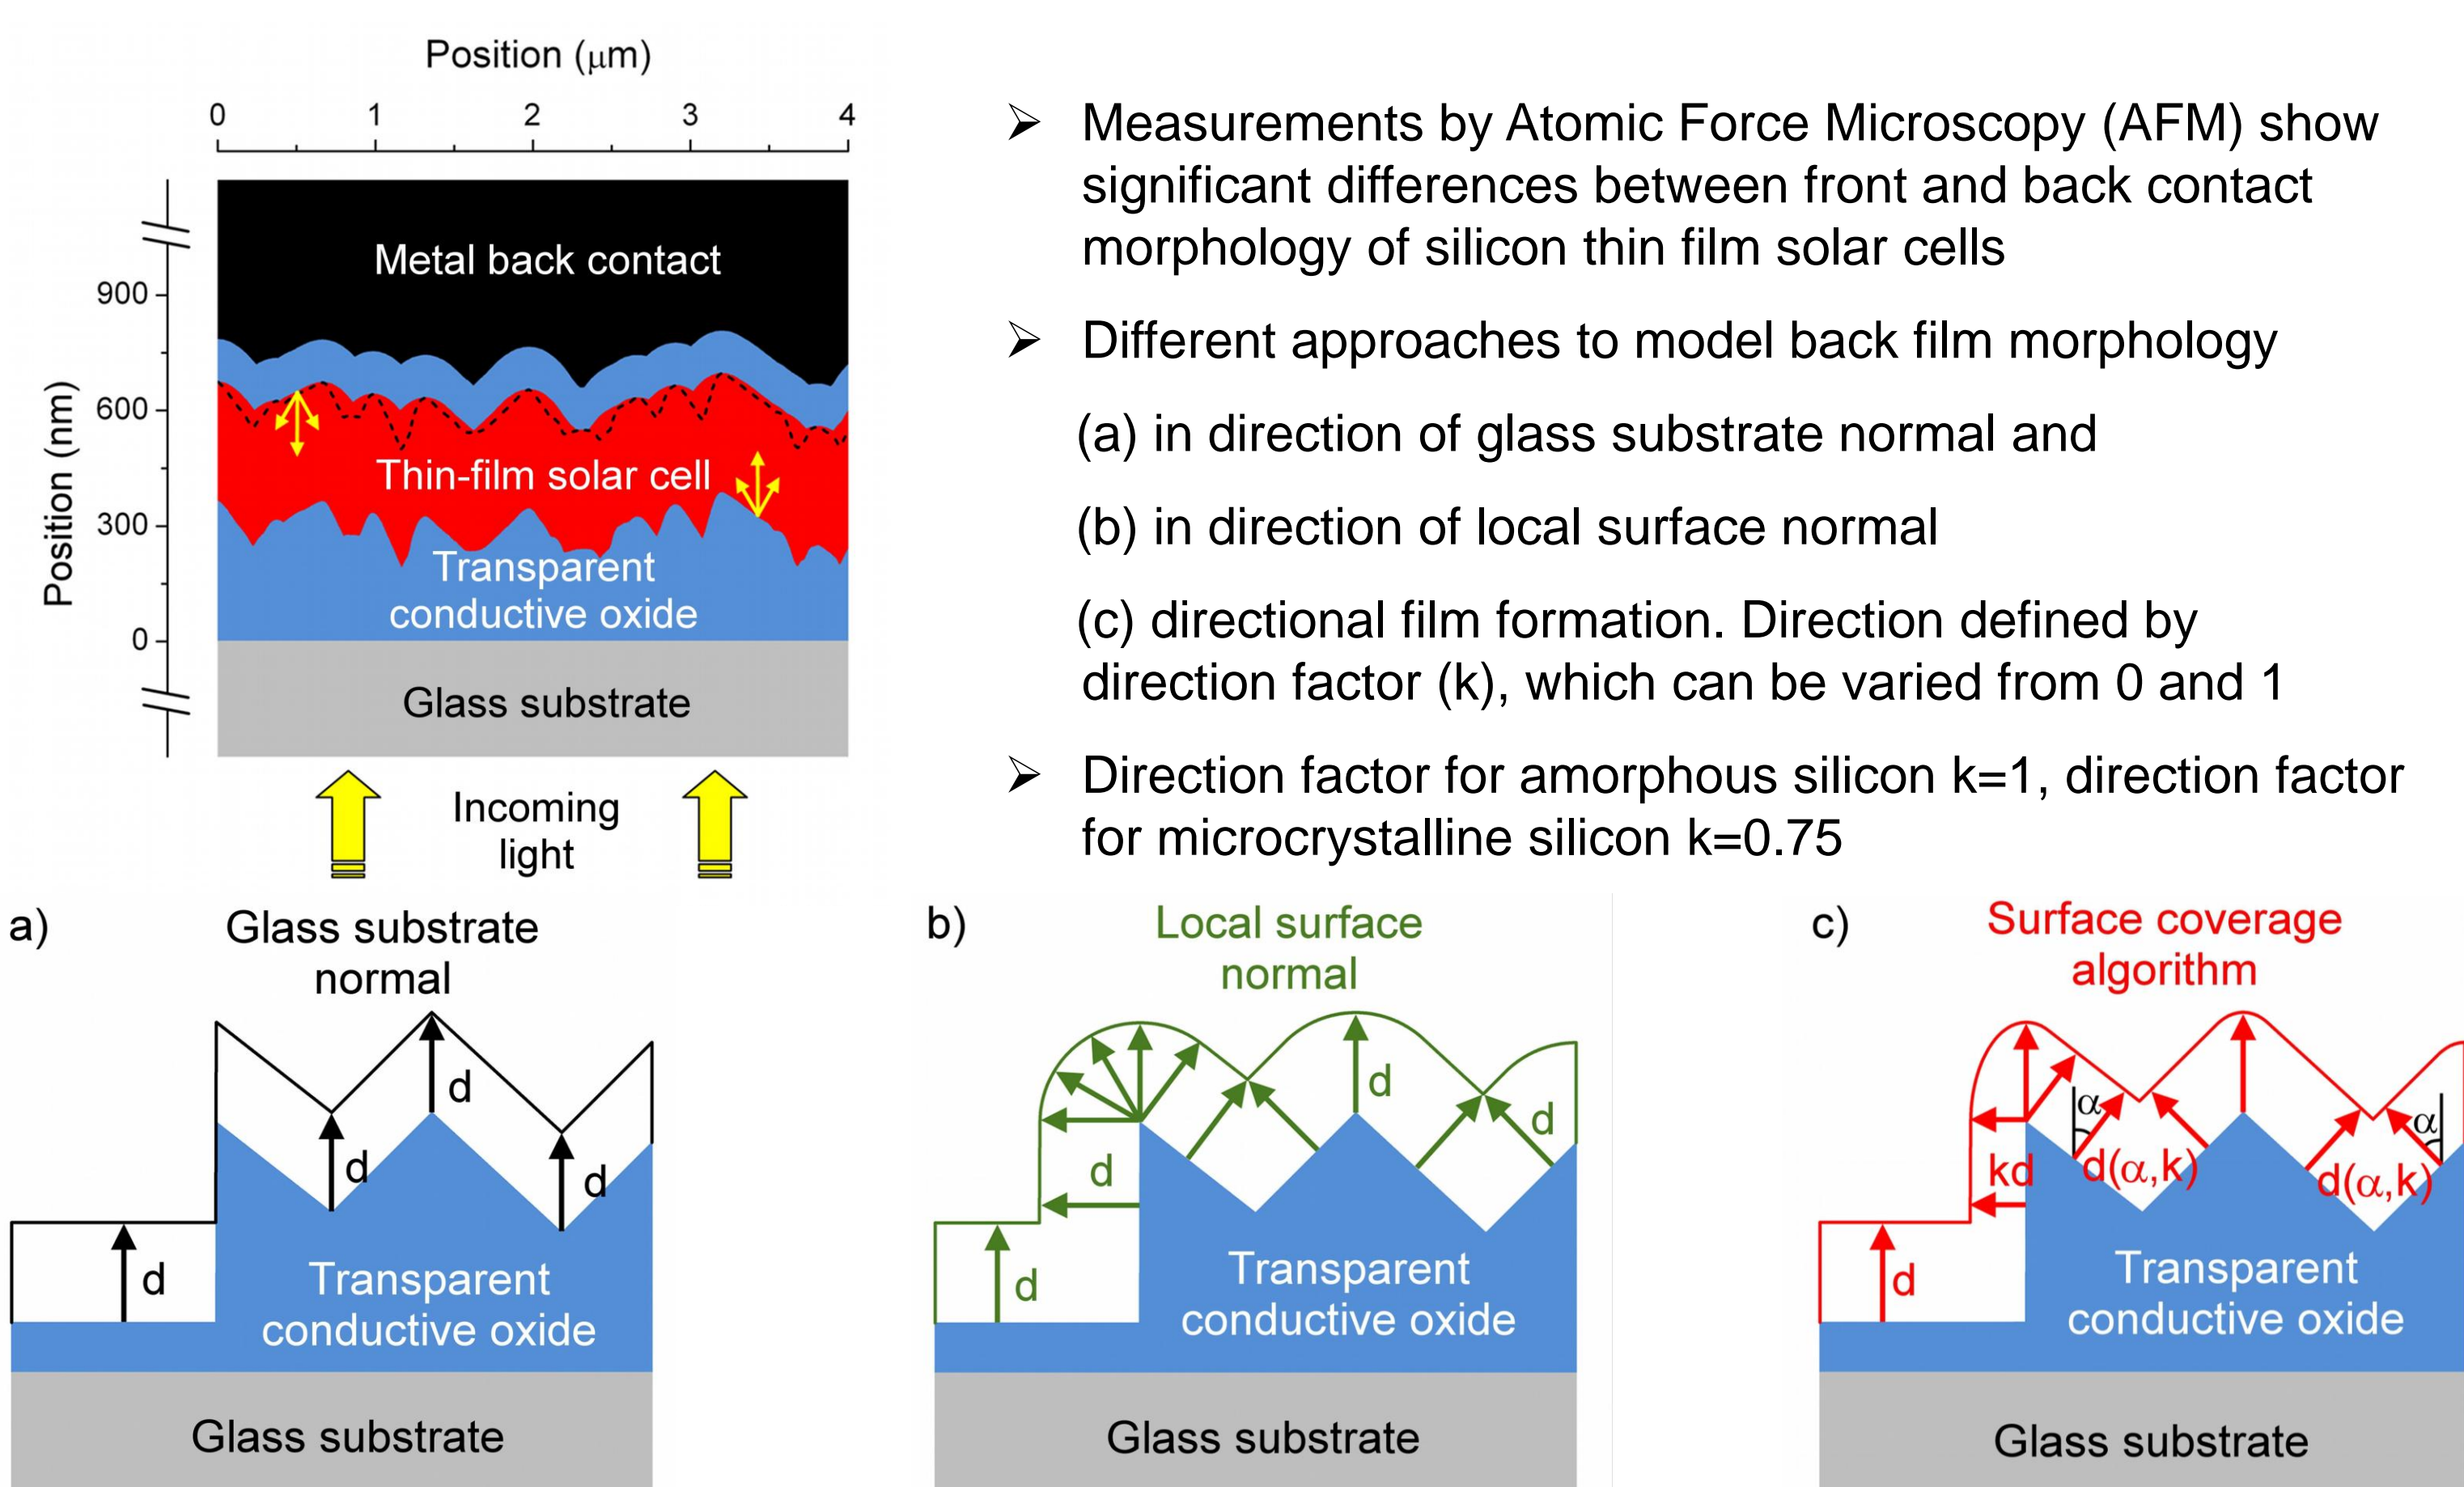 Position (μm)
0 1 2 3 4
Position (nm)
900
600
300
0
Metal back contact
Thin-film solar cell
Transparent
conductive oxide
Glass substrate
Incoming
light
➢ Measurements by Atomic Force Microscopy (AFM) show
significant differences between front and back contact
morphology of silicon thin film solar cells
➢ Different approaches to model back film morphology
(a) in direction of glass substrate normal and
(b) in direction of local surface normal
(c) directional film formation. Direction defined by
direction factor (k), which can be varied from 0 and 1
➢ Direction factor for amorphous silicon k=1, direction factor
for microcrystalline silicon k=0.75
a)
Glass substrate
normal
d
d
d
d
Transparent
conductive oxide
Glass substrate
b)
Local surface
normal
d
d
d
d
Transparent
conductive oxide
Glass substrate
c)
Surface coverage
algorithm
α
α
kd
d(α,k)
d(α,k)
d
Transparent
conductive oxide
Glass substrate